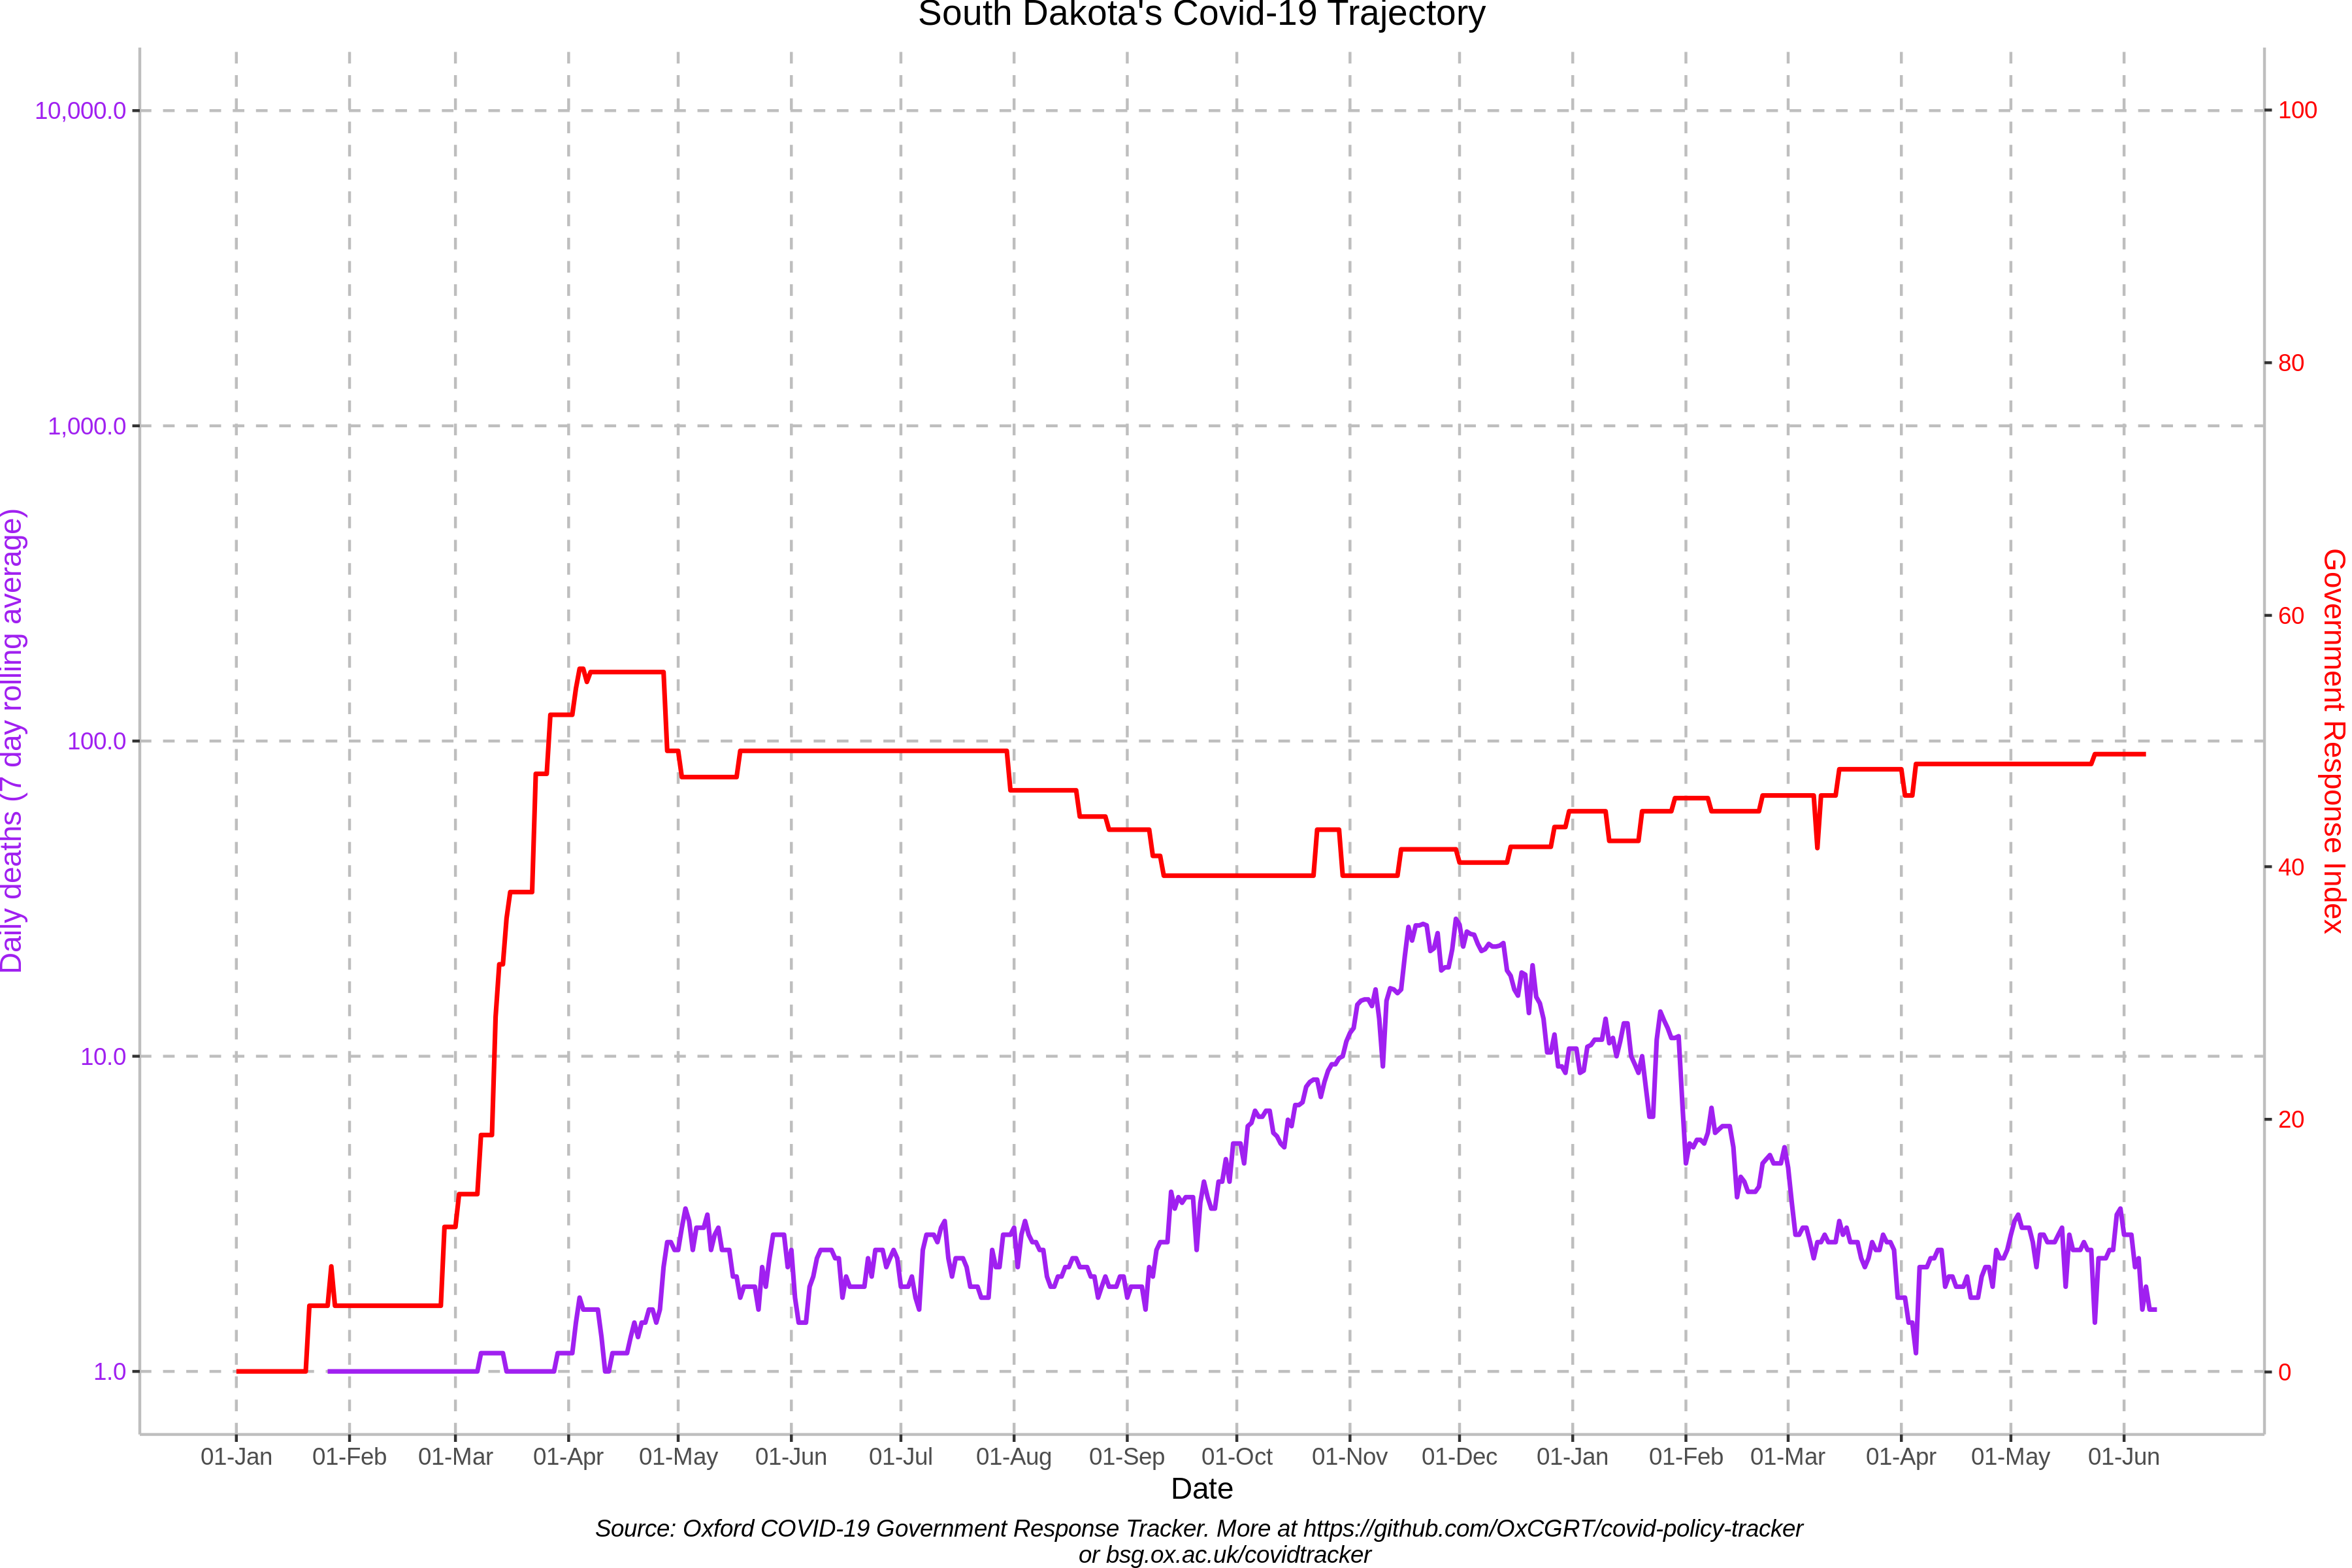 South Dakota's Covid-19 Trajectory
10,000.0
1,000.0
100.0
10.0
1.0
Daily deaths (7 day rolling average)
100
80
60
40
20
0
Government Response Index
01-Jan 01-Feb 01-Mar 01-Apr 01-May 01-Jun 01-Jul 01-Aug 01-Sep 01-Oct 01-Nov 01-Dec 01-Jan 01-Feb 01-Mar 01-Apr 01-May 01-Jun
Date
Source: Oxford COVID-19 Government Response Tracker. More at https://github.com/OxCGRT/covid-policy-tracker
or bsg.ox.ac.uk/covidtracker